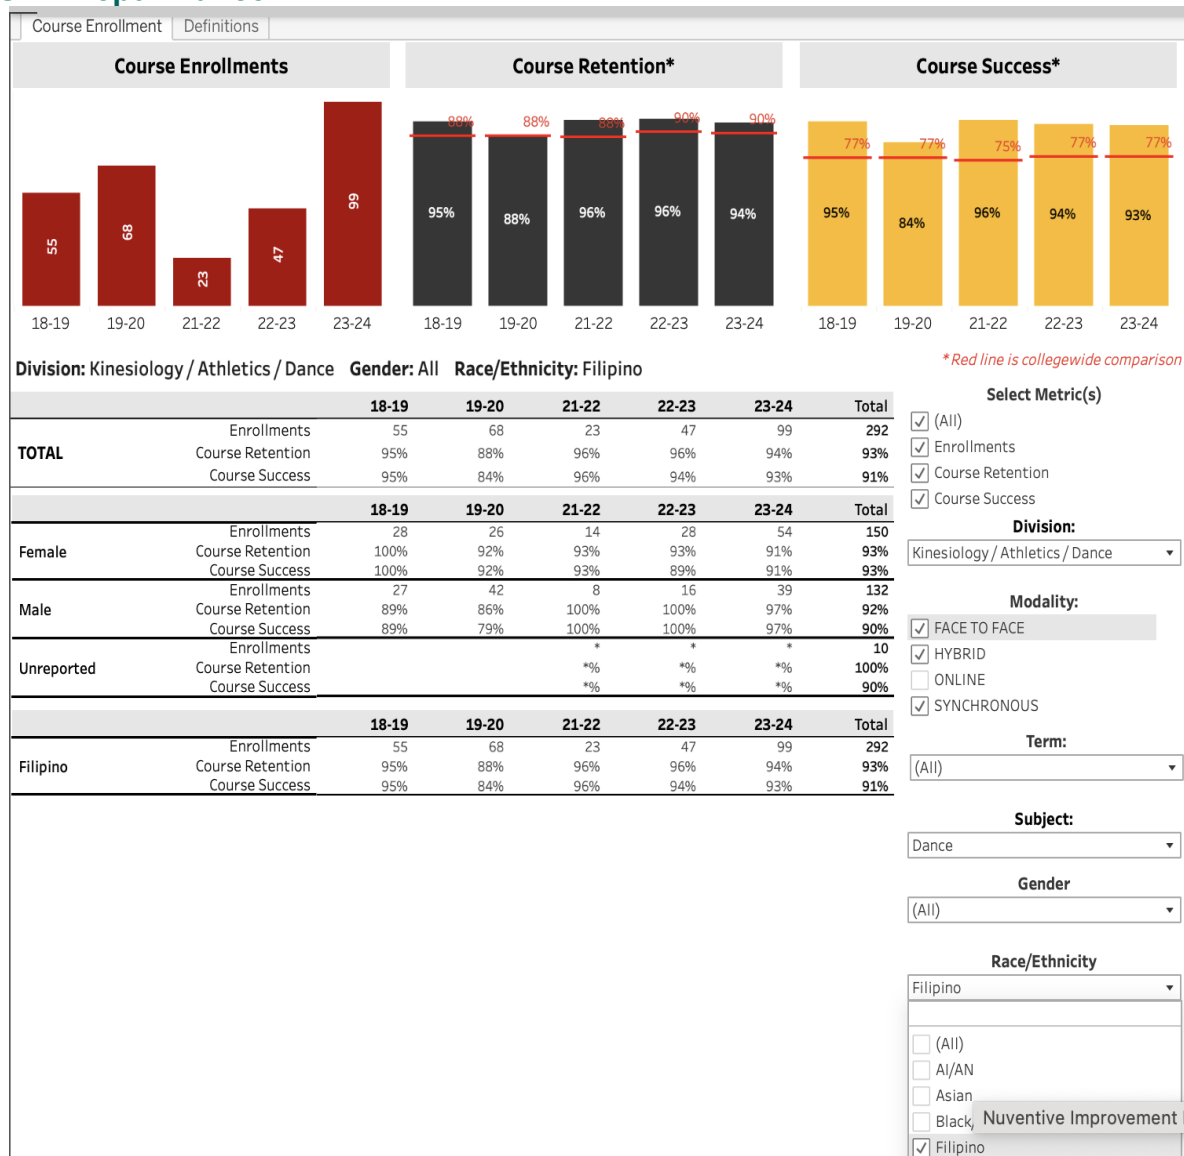 Course Enrollment Definitions
Course Enrollments Course Retention* Course Success*
55 68 23 47 99
88% 88% 88% 90% 90%
95% 88% 96% 96% 94%
77% 77% 75% 77% 77%
95% 84% 96% 94% 93%
18-19 19-20 21-22 22-23 23-24 18-19 19-20 21-22 22-23 23-24 18-19 19-20 21-22 22-23 23-24
* Red line is collegewide comparison
Division: Kinesiology / Athletics / Dance Gender: All Race/Ethnicity: Filipino
18-19 19-20 21-22 22-23 23-24 Total
Enrollments 55 68 23 47 99 292
TOTAL Course Retention 95% 88% 96% 96% 94% 93%
Course Success 95% 84% 96% 94% 93% 91%
18-19 19-20 21-22 22-23 23-24 Total
Enrollments 28 26 14 28 54 150
Female Course Retention 100% 92% 93% 93% 91% 93%
Course Success 100% 92% 93% 89% 91% 93%
Enrollments 27 42 8 16 39 132
Male Course Retention 89% 86% 100% 100% 97% 92%
Course Success 89% 79% 100% 100% 97% 90%
Enrollments * * * 10
Unreported Course Retention *% *% *% 100%
Course Success *% *% *% 90%
18-19 19-20 21-22 22-23 23-24 Total
Enrollments 55 68 23 47 99 292
Filipino Course Retention 95% 88% 96% 96% 94% 93%
Course Success 95% 84% 96% 94% 93% 91%
Select Metric(s)
(All)
Enrollments
Course Retention
Course Success
Division:
Kinesiology / Athletics / Dance
Modality:
FACE TO FACE
HYBRID
ONLINE
SYNCHRONOUS
Term:
(All)
Subject:
Dance
Gender
(All)
Race/Ethnicity
Filipino
(All)
AI/AN
Asian
Black/
Nuventive Improvement
Filipino